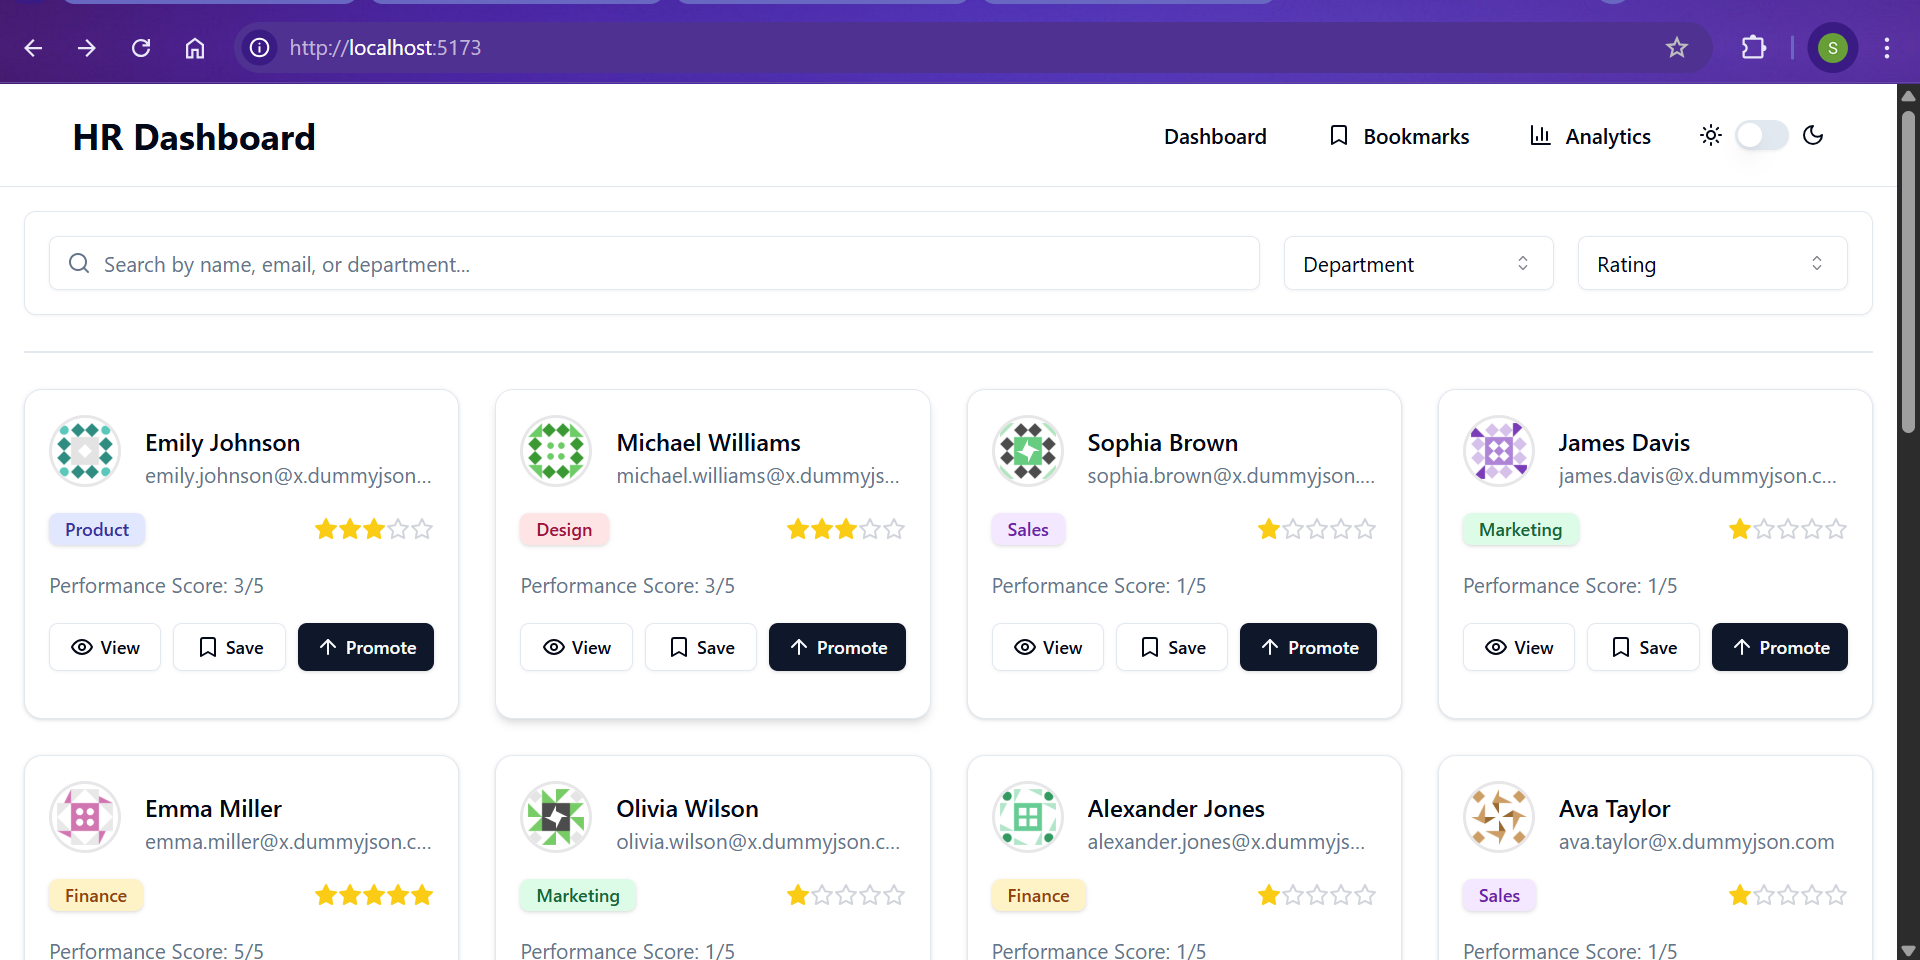 http://localhost:5173
S
HR Dashboard
Dashboard
Bookmarks
Analytics
Search by name, email, or department...
Department
Rating
Emily Johnson
emily.johnson@x.dummyjson...
Product
Performance Score: 3/5
View
Save
Promote
Michael Williams
michael.williams@x.dummyjs...
Design
Performance Score: 3/5
View
Save
Promote
Sophia Brown
sophia.brown@x.dummyjson....
Sales
Performance Score: 1/5
View
Save
Promote
James Davis
james.davis@x.dummyjson.c...
Marketing
Performance Score: 1/5
View
Save
Promote
Emma Miller
emma.miller@x.dummyjson.c...
Finance
Performance Score: 5/5
Olivia Wilson
olivia.wilson@x.dummyjson.c...
Marketing
Performance Score: 1/5
Alexander Jones
alexander.jones@x.dummyjs...
Finance
Performance Score: 1/5
Ava Taylor
ava.taylor@x.dummyjson.com
Sales
Performance Score: 1/5